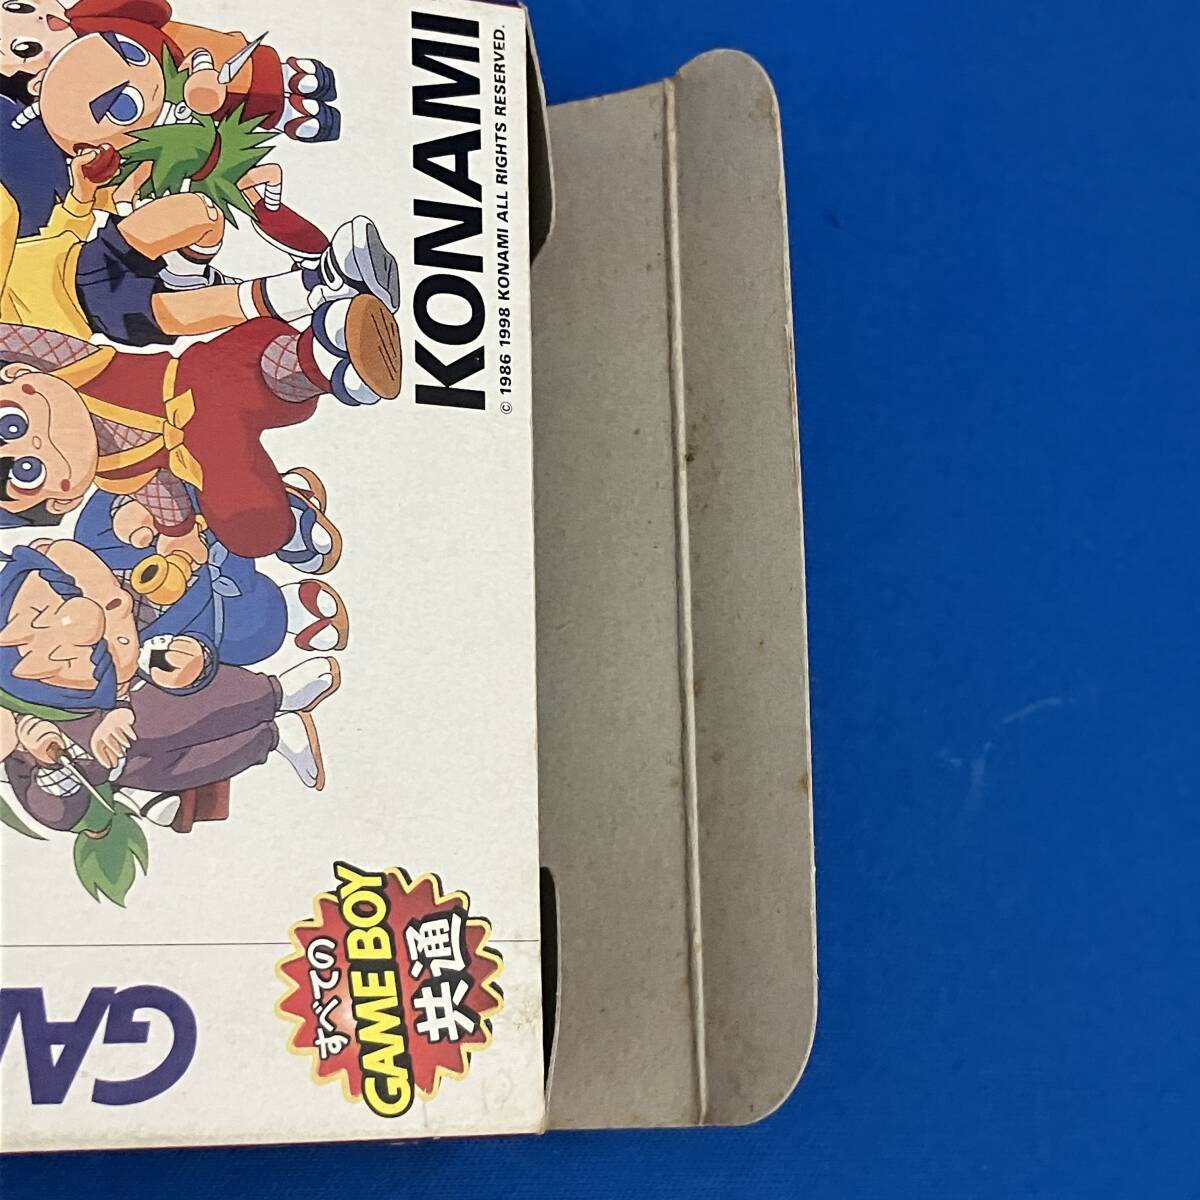 KONAMI
© 1986 1998 KONAMI ALL RIGHTS RESERVED.
すべての
GAME BOY
共通